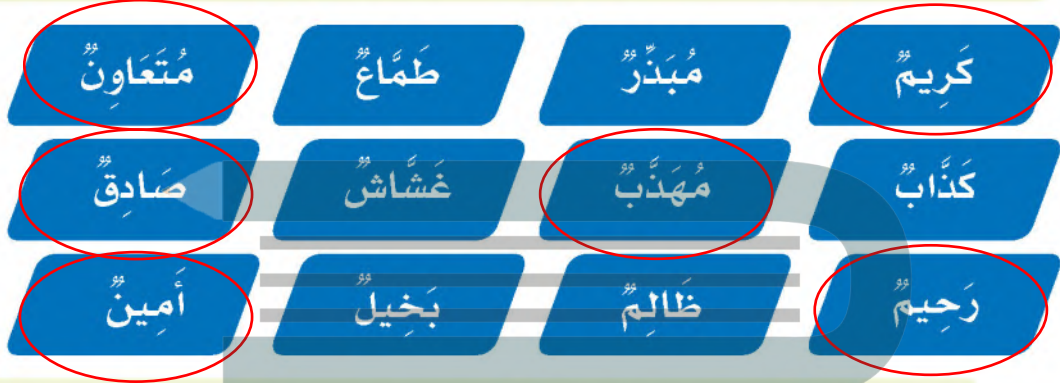 كَرِيمٌ مُبَذِّرٌ طَمَّاعٌ مُتَعَاوِنٌ
كَذَّابٌ مُهَذَّبٌ غَشَّاشٌ صَادِقٌ
رَحِيمٌ ظَالِمٌ بَخِيلٌ أَمِينٌ